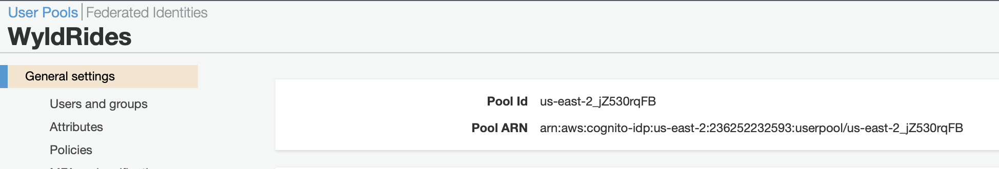 User Pools | Federated Identities
WyldRides
General settings
Users and groups
Attributes
Policies
Pool Id us-east-2_jZ530rqFB
Pool ARN arn:aws:cognito-idp:us-east-2:236252232593:userpool/us-east-2_jZ530rqFB